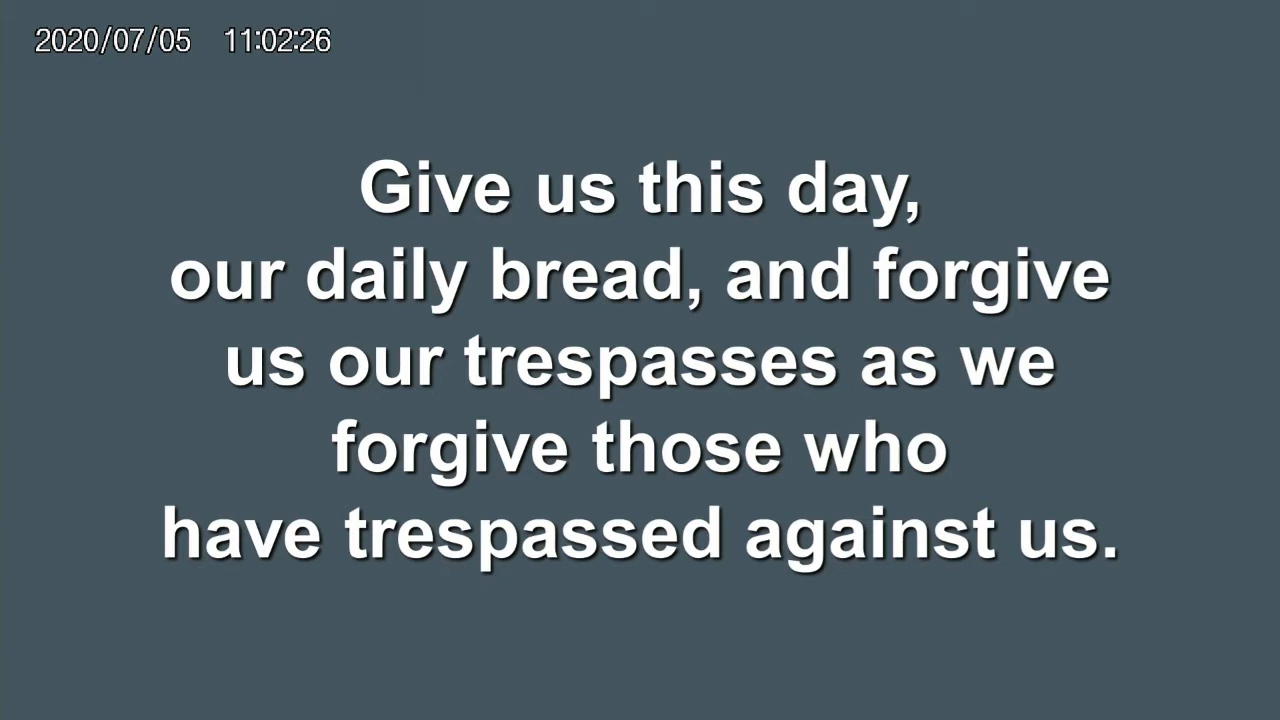 2020/07/05 11:02:26
Give us this day,
our daily bread, and forgive
us our trespasses as we
forgive those who
have trespassed against us.